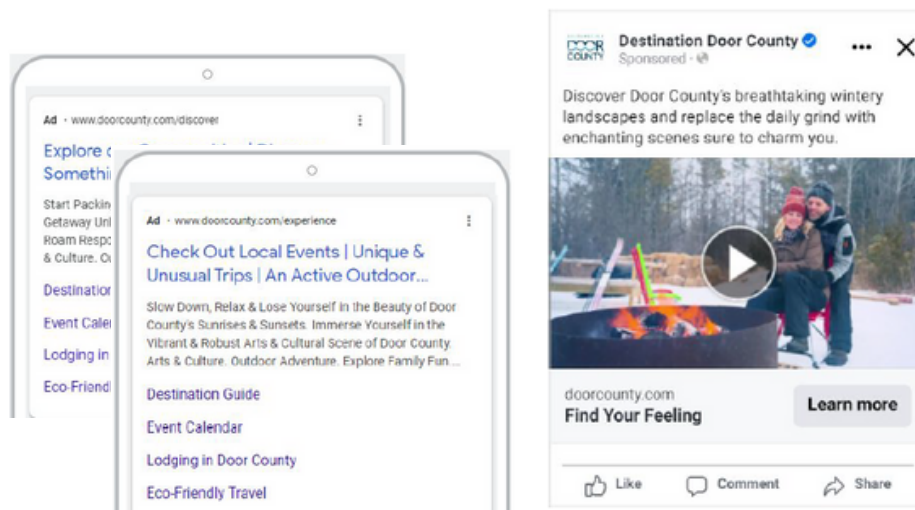 Ad · www.doorcounty.com/discover
Explore
Somethi
Start Packin
Getaway Unl
Roam Respo
& Culture. O
Destination
Event Cale
Lodging in
Eco-Friendl
Ad · www.doorcounty.com/experience
Check Out Local Events | Unique &
Unusual Trips | An Active Outdoor...
Slow Down, Relax & Lose Yourself in the Beauty of Door
County's Sunrises & Sunsets. Immerse Yourself in the
Vibrant & Robust Arts & Cultural Scene of Door County.
Arts & Culture. Outdoor Adventure. Explore Family Fun ...
Destination Guide
Event Calendar
Lodging in Door County
Eco-Friendly Travel
DOOR
COUNTY
Destination Door County
Sponsored ·
Discover Door County's breathtaking wintery
landscapes and replace the daily grind with
enchanting scenes sure to charm you.
doorcounty.com
Find Your Feeling
Learn more
Like
Comment
Share